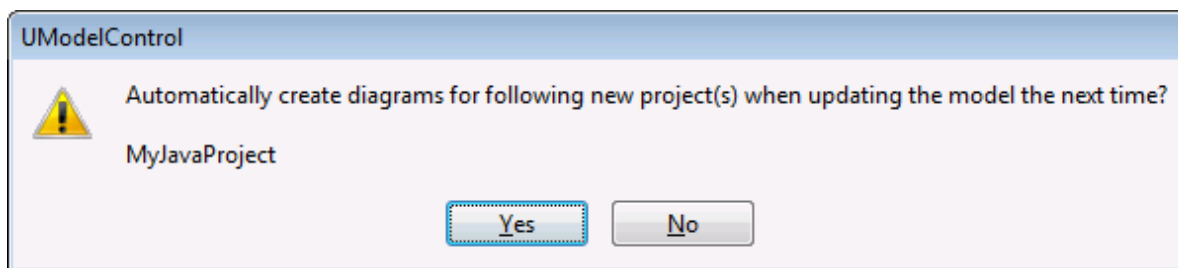 UModelControl
Automatically create diagrams for following new project(s) when updating the model the next time?
MyJavaProject
Yes
No